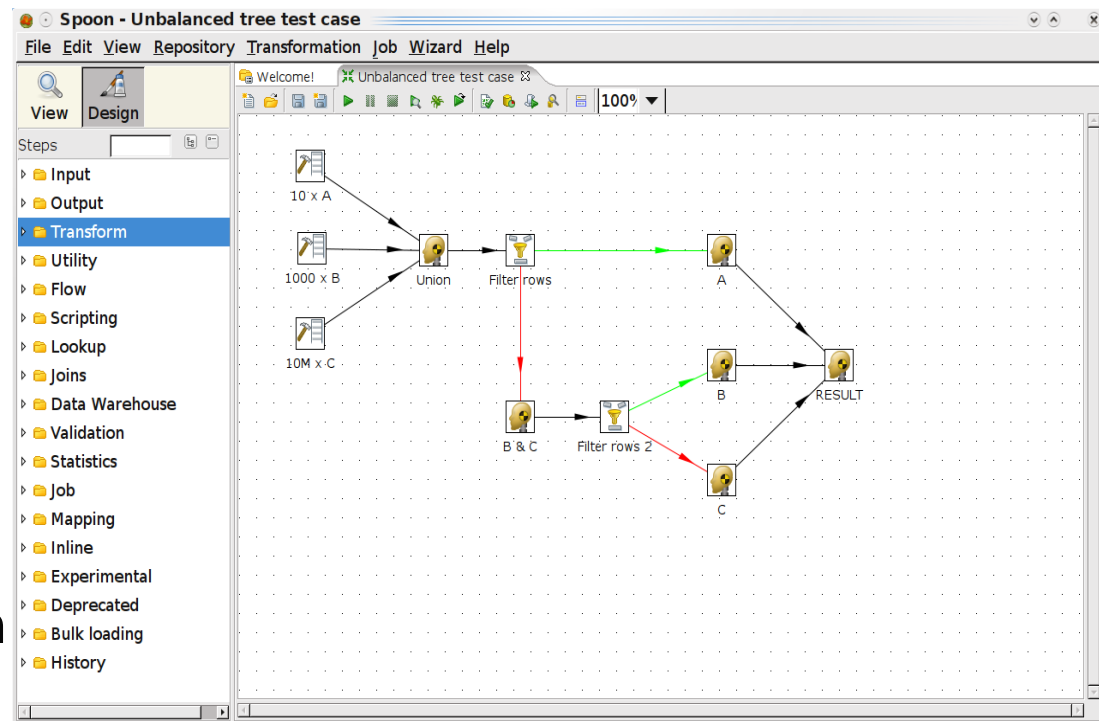 Spoon - Unbalanced tree test case
File Edit View Repository Transformation Job Wizard Help
View Design
Steps
Input
Output
Transform
Utility
Flow
Scripting
Lookup
Joins
Data Warehouse
Validation
Statistics
Job
Mapping
Inline
Experimental
Deprecated
Bulk loading
History
Welcome! Unbalanced tree test case
100%
10 x A
1000 x B
10M x C
Union
Filter rows
A
B & C
Filter rows 2
B
C
RESULT